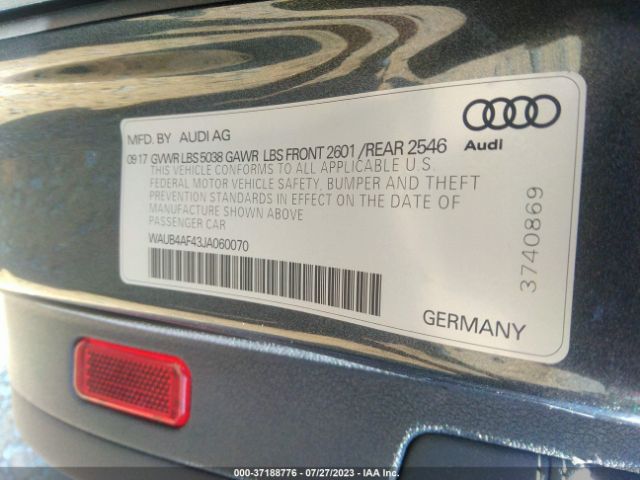 MFD. BY AUDI AG
09 17 GVWR LBS 5038 GAWR LBS FRONT 2601 /REAR 2546
THIS VEHICLE CONFORMS TO ALL APPLICABLE U.S.
FEDERAL MOTOR VEHICLE SAFETY, BUMPER AND THEFT
PREVENTION STANDARDS IN EFFECT ON THE DATE OF
MANUFACTURE SHOWN ABOVE
PASSENGER CAR
WAUB4AF43JA060070
Audi
3740869
GERMANY
000-37188776 - 07/27/2023 - IAA Inc.